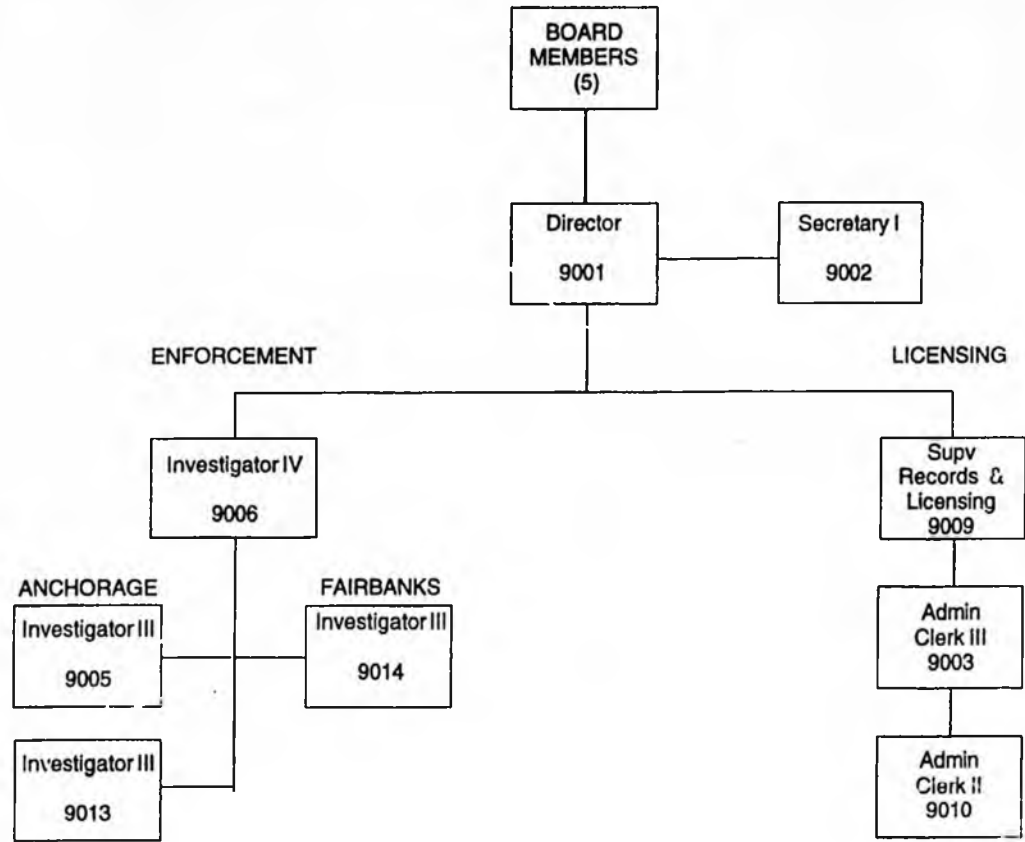 BOARD
MEMBERS
(5)
Director
9001
Secretary I
9002
ENFORCEMENT
LICENSING
Investigator IV
9006
Supv
Records &
Licensing
9009
ANCHORAGE
FAIRBANKS
Investigator III
9005
Investigator III
9014
Admin
Clerk III
9003
Investigator III
9013
Admin
Clerk II
9010